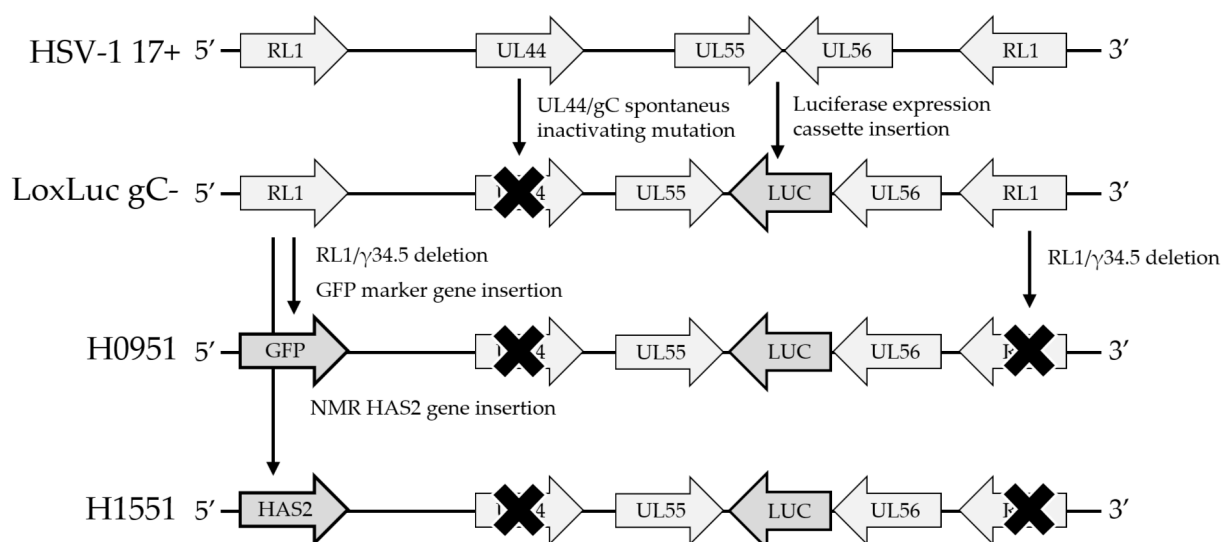 HSV-1 17+ 5′ RL1 UL44 UL55 UL56 RL1 3′
UL44/gC spontaneus
inactivating mutation
Luciferase expression
cassette insertion
LoxLuc gC- 5′ RL1 4 UL55 LUC UL56 RL1 3′
RL1/γ34.5 deletion
GFP marker gene insertion
RL1/γ34.5 deletion
H0951 5′ GFP 4 UL55 LUC UL56 3′
NMR HAS2 gene insertion
H1551 5′ HAS2 4 UL55 LUC UL56 3′